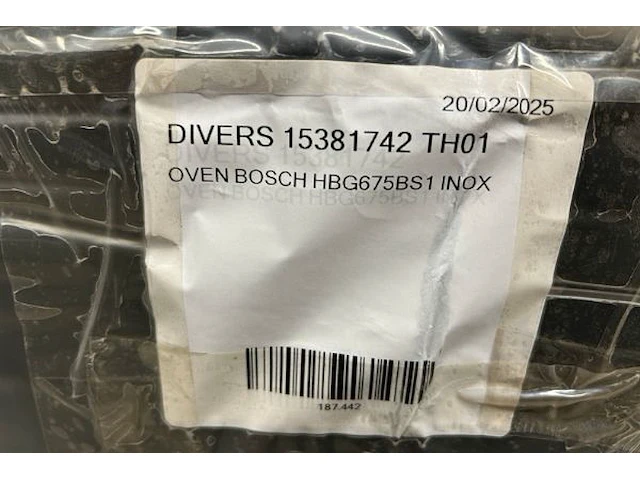 20/02/2025
DIVERS 15381742 TH01
OVEN BOSCH HBG675BS1 INOX
187.442